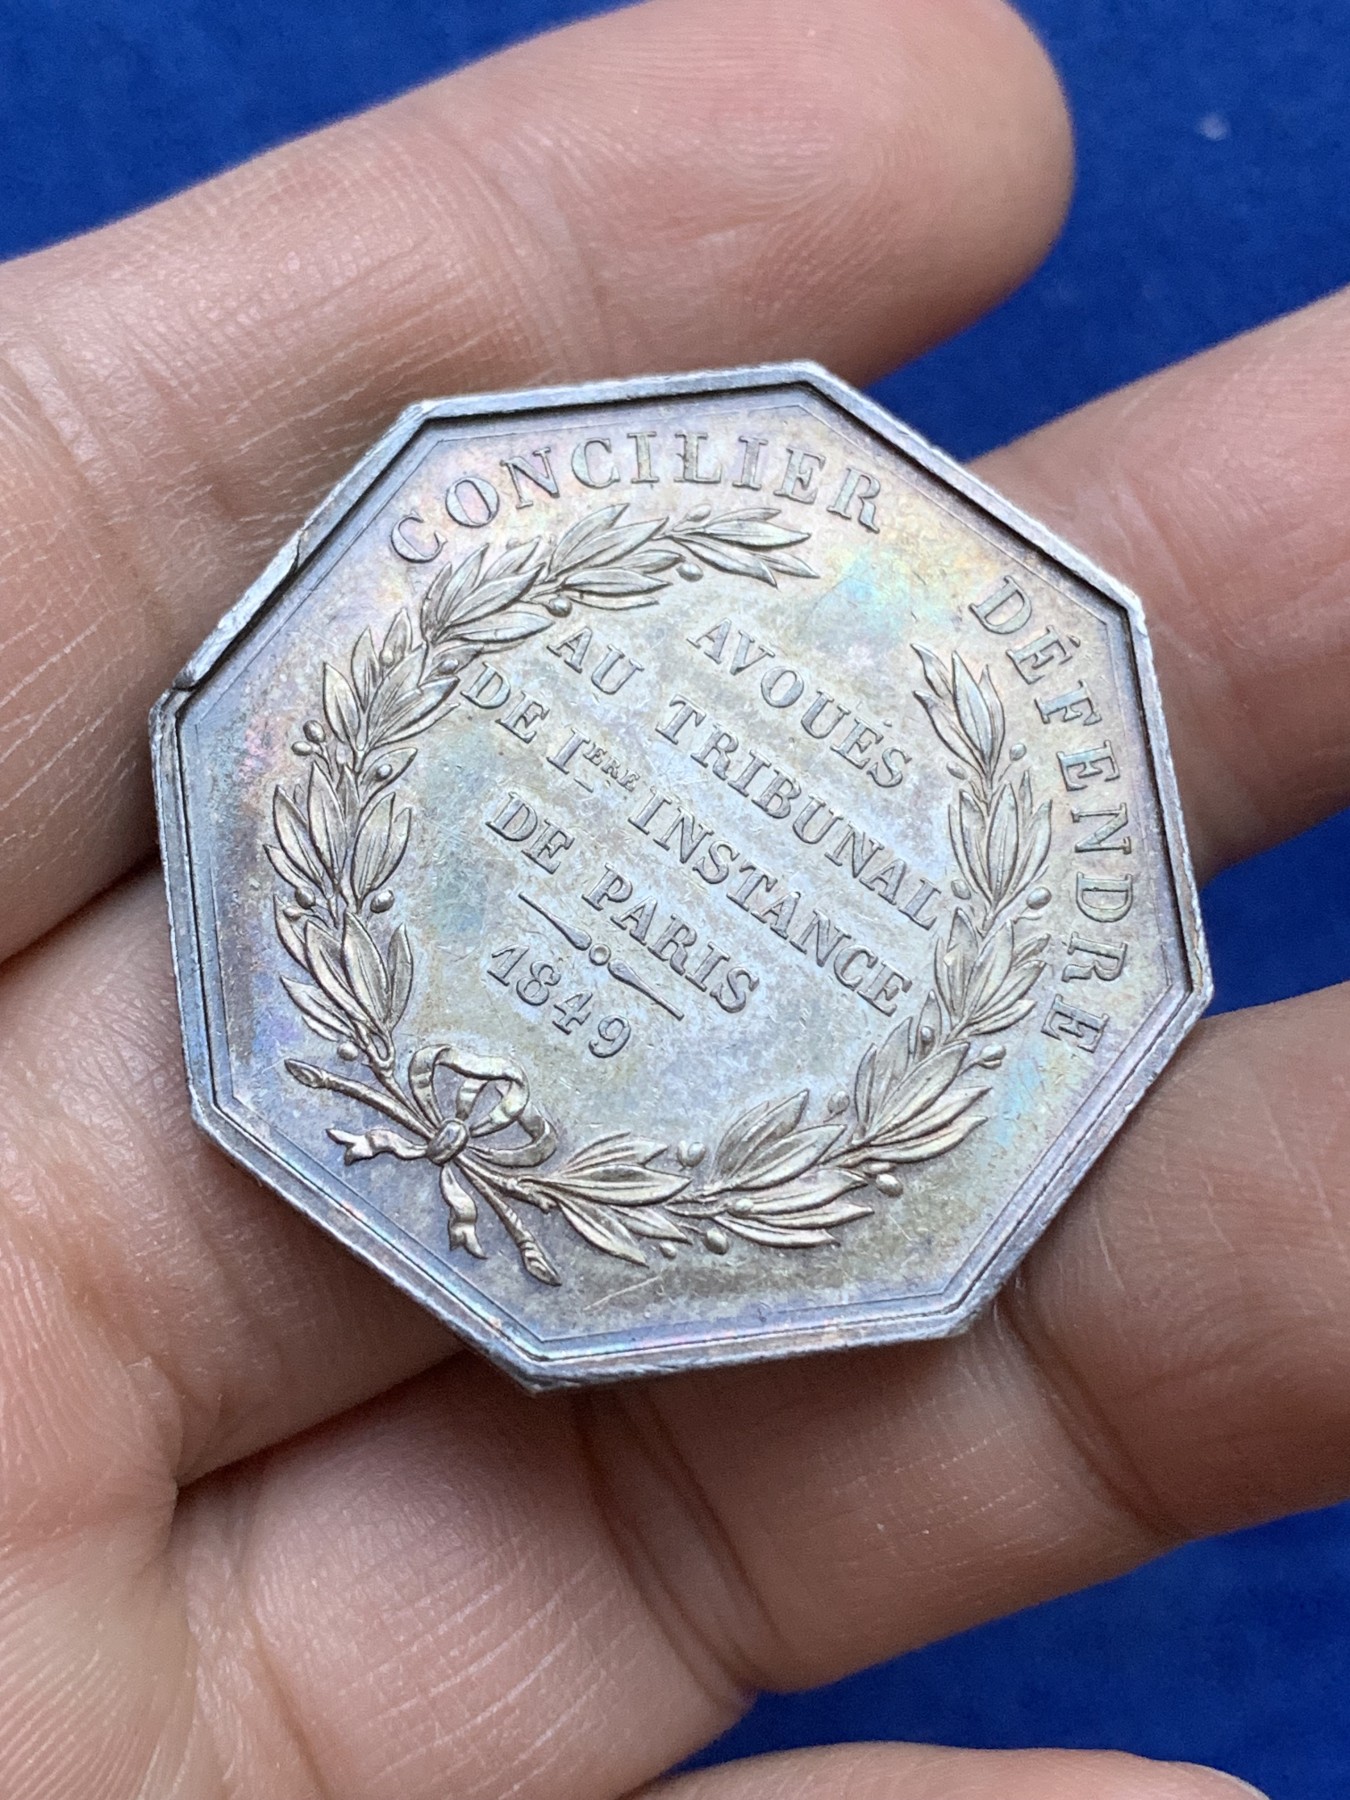 CONCILIER DÉFENDRE
AVOUÉS
AU TRIBUNAL
DE 1ÈRE INSTANCE
DE PARIS
1849